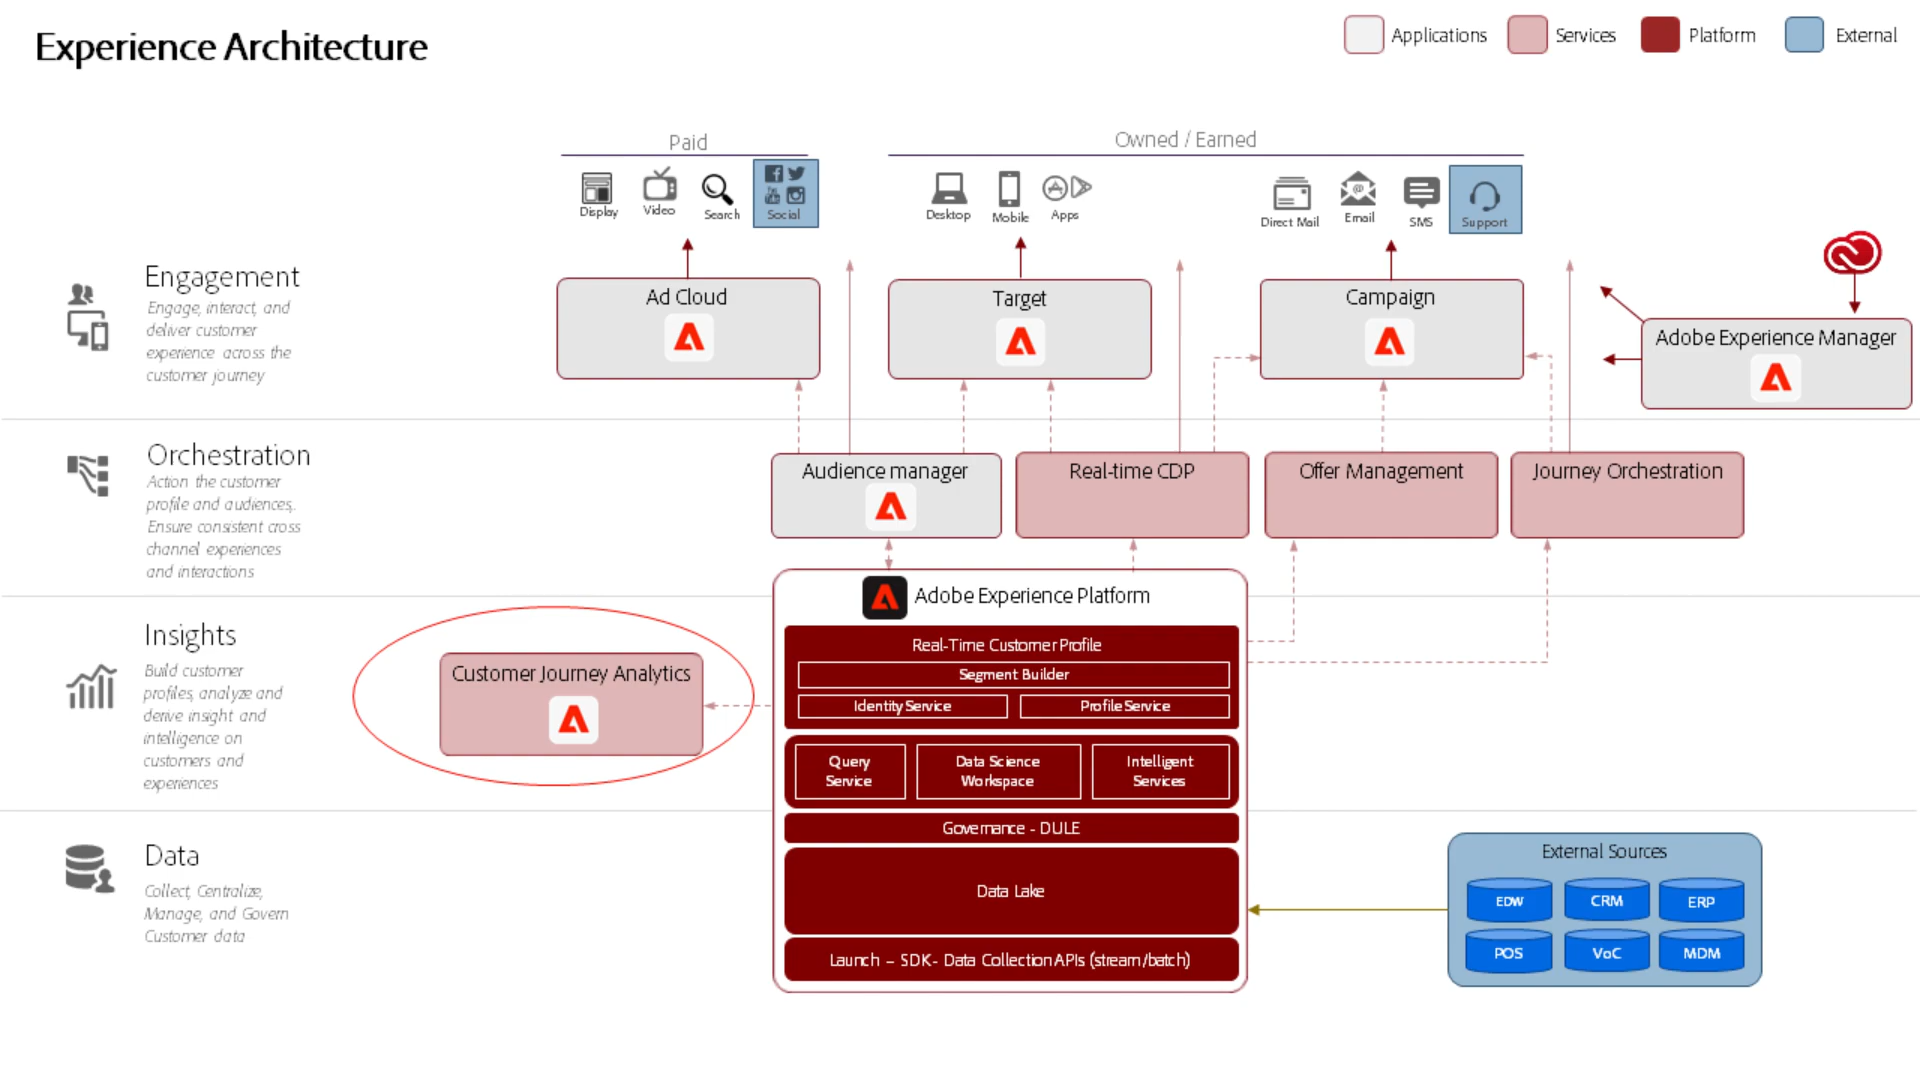 Experience Architecture
Applications
Services
Platform
External
Paid
Owned / Earned
Display
Video
Search
Social
Desktop
Mobile
Apps
Direct Mail
Email
SMS
Support
Engagement
Engage, interact, and
deliver customer
experience across the
customer journey
Ad Cloud
Target
Campaign
Adobe Experience Manager
Orchestration
Action the customer
profile and audiences,.
Ensure consistent cross
channel experiences
and interactions
Audience manager
Real-time CDP
Offer Management
Journey Orchestration
Adobe Experience Platform
Insights
Build customer
profiles, analyze and
derive insight and
intelligence on
customers and
experiences
Customer Journey Analytics
Real-Time Customer Profile
Segment Builder
Identity Service
Profile Service
Query
Service
Data Science
Workspace
Intelligent
Services
Governance - DULE
Data
Collect, Centralize,
Manage, and Govern
Customer data
Data Lake
Launch – SDK- Data Collection APIs (stream/batch)
External Sources
EDW
CRM
ERP
POS
VoC
MDM